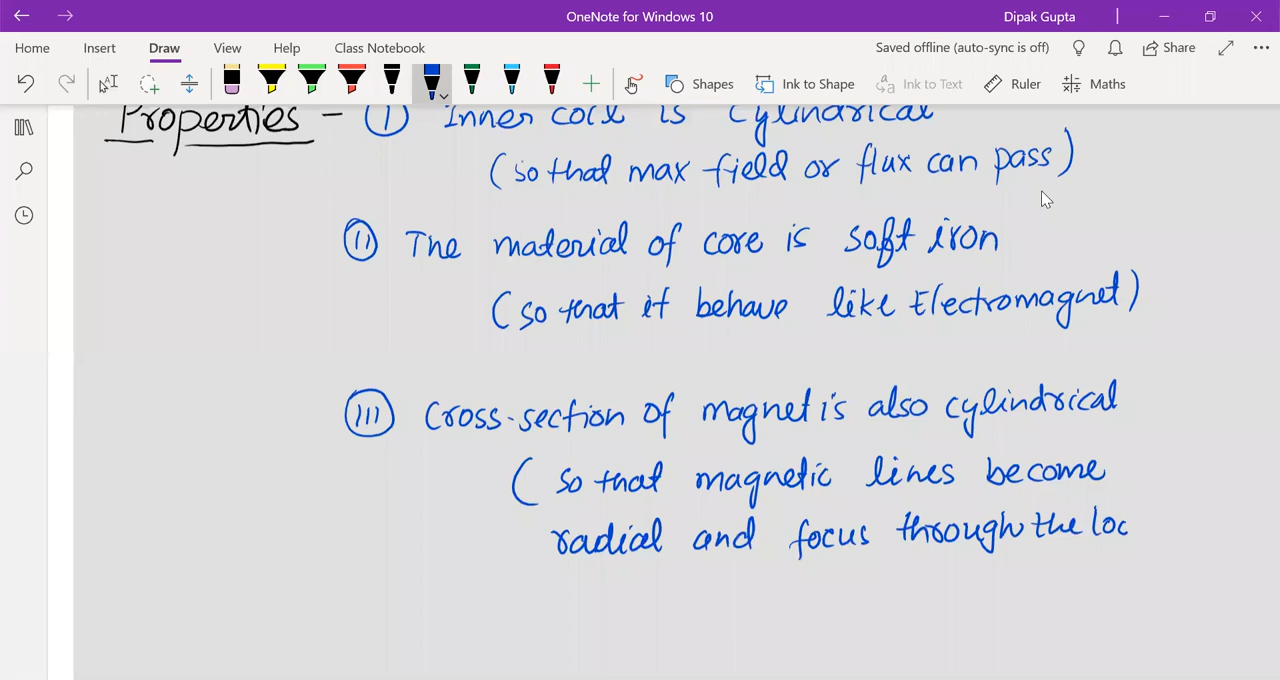 OneNote for Windows 10
Dipak Gupta
Home Insert Draw View Help Class Notebook
Saved offline (auto-sync is off) Share
Shapes Ink to Shape Ink to Text Ruler Maths
Properties - (I) Inner core is cylindrical
(so that max field or flux can pass)
(II) The material of core is soft iron
(so that it behave like Electromagnet)
(III) Cross-section of magnet is also cylindrical
(so that magnetic lines become
radial and focus through the loo